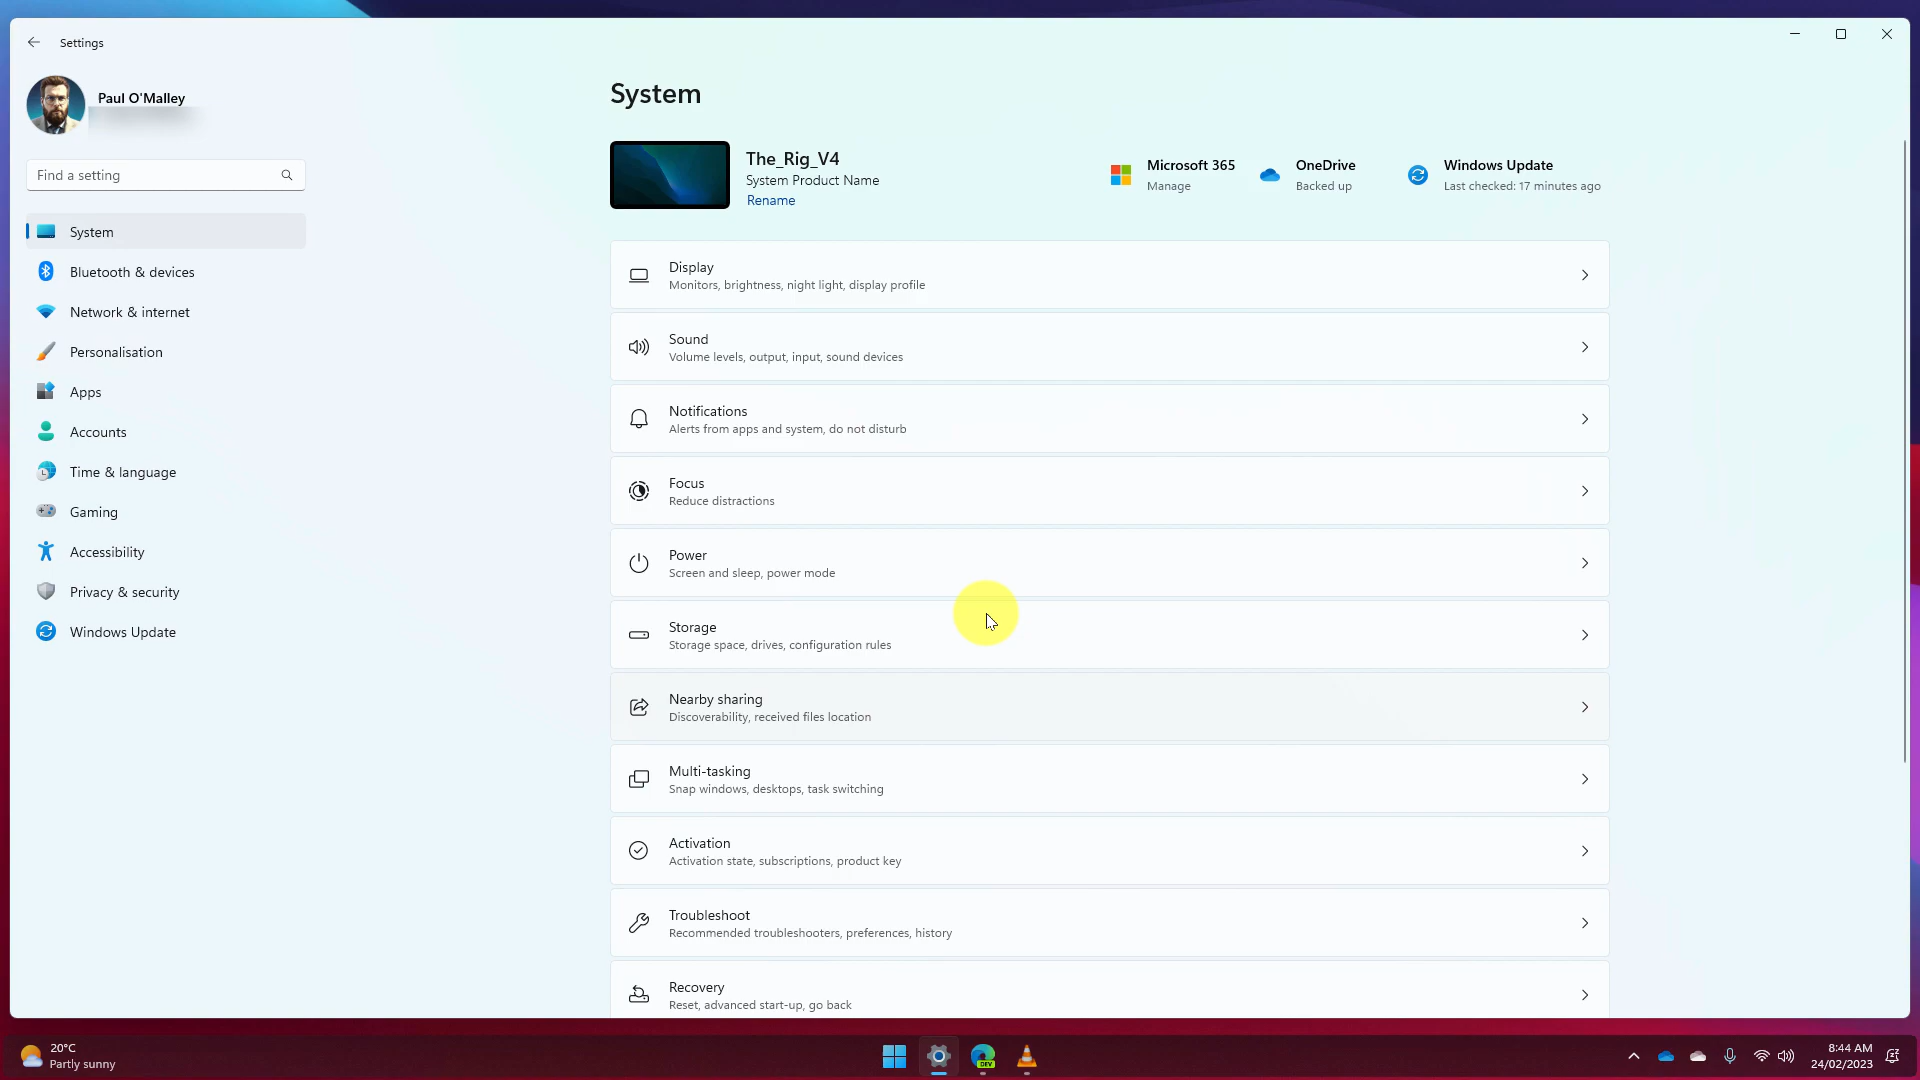 Settings
Paul O'Malley
Find a setting
System
Bluetooth & devices
Network & internet
Personalisation
Apps
Accounts
Time & language
Gaming
Accessibility
Privacy & security
Windows Update
System
The_Rig_V4
System Product Name
Rename
Microsoft 365
Manage
OneDrive
Backed up
Windows Update
Last checked: 17 minutes ago
Display
Monitors, brightness, night light, display profile
Sound
Volume levels, output, input, sound devices
Notifications
Alerts from apps and system, do not disturb
Focus
Reduce distractions
Power
Screen and sleep, power mode
Storage
Storage space, drives, configuration rules
Nearby sharing
Discoverability, received files location
Multi-tasking
Snap windows, desktops, task switching
Activation
Activation state, subscriptions, product key
Troubleshoot
Recommended troubleshooters, preferences, history
Recovery
Reset, advanced start-up, go back
20°C
Partly sunny
DEV
8:44 AM
24/02/2023